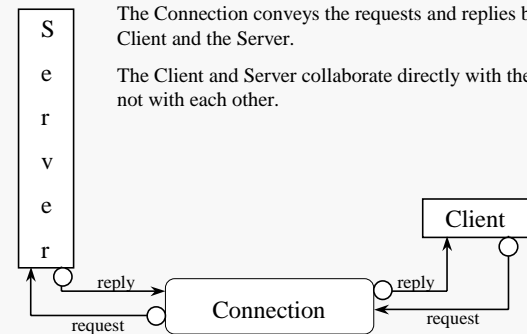 The Connection conveys the requests and replies
Client and the Server.
The Client and Server collaborate directly with
not with each other.
S
e
r
v
e
r
Client
reply
reply
Connection
request
request